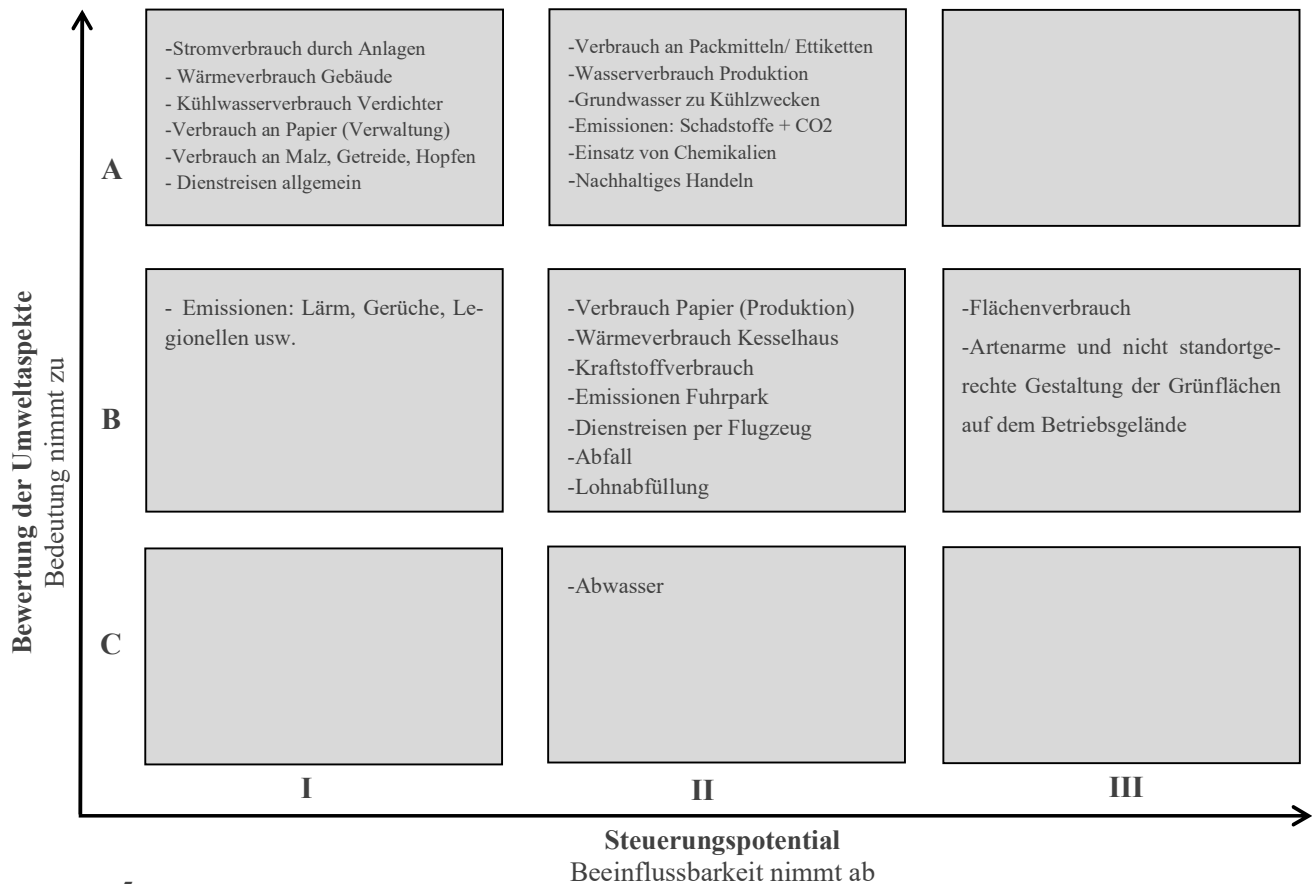 -Stromverbrauch durch Anlagen
- Wärmeverbrauch Gebäude
- Kühlwasserverbrauch Verdichter
-Verbrauch an Papier (Verwaltung)
-Verbrauch an Malz, Getreide, Hopfen
- Dienstreisen allgemein
-Verbrauch an Packmitteln/ Ettiketten
-Wasserverbrauch Produktion
-Grundwasser zu Kühlzwecken
-Emissionen: Schadstoffe + CO2
-Einsatz von Chemikalien
-Nachhaltiges Handeln
A
- Emissionen: Lärm, Gerüche, Le-
gionellen usw.
-Verbrauch Papier (Produktion)
-Wärmeverbrauch Kesselhaus
-Kraftstoffverbrauch
-Emissionen Fuhrpark
-Dienstreisen per Flugzeug
-Abfall
-Lohnabfüllung
-Flächenverbrauch
-Artenarme und nicht standortge-
rechte Gestaltung der Grünflächen
auf dem Betriebsgelände
B
Bewertung der Umweltaspekte
Bedeutung nimmt zu
-Abwasser
C
I
II
III
Steuerungspotential
Beeinflussbarkeit nimmt ab